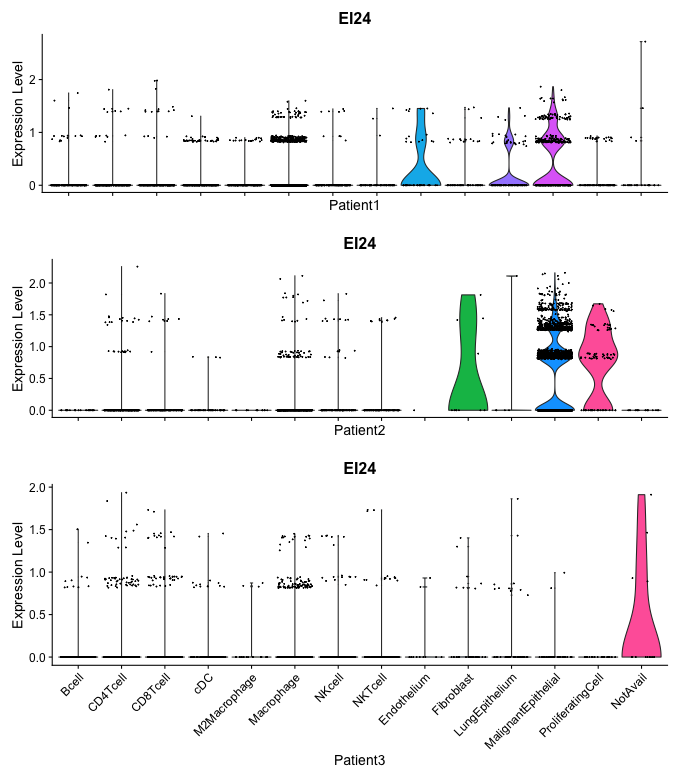 EI24
Expression Level
2
1
0
Patient1
EI24
Expression Level
2.0
1.5
1.0
0.5
0.0
Patient2
EI24
Expression Level
2.0
1.5
1.0
0.5
0.0
Bcell
CD4Tcell
CD8Tcell
cDC
M2Macrophage
Macrophage
NKcell
NKTcell
Endothelium
Fibroblast
LungEpithelium
MalignantEpithelial
ProliferatingCell
NotAvail
Patient3